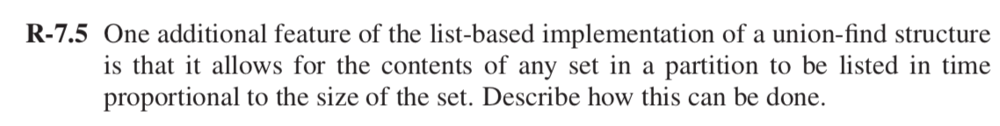 R-7.5 One additional feature of the list-based implementation of a union-find structure
is that it allows for the contents of any set in a partition to be listed in time
proportional to the size of the set. Describe how this can be done.